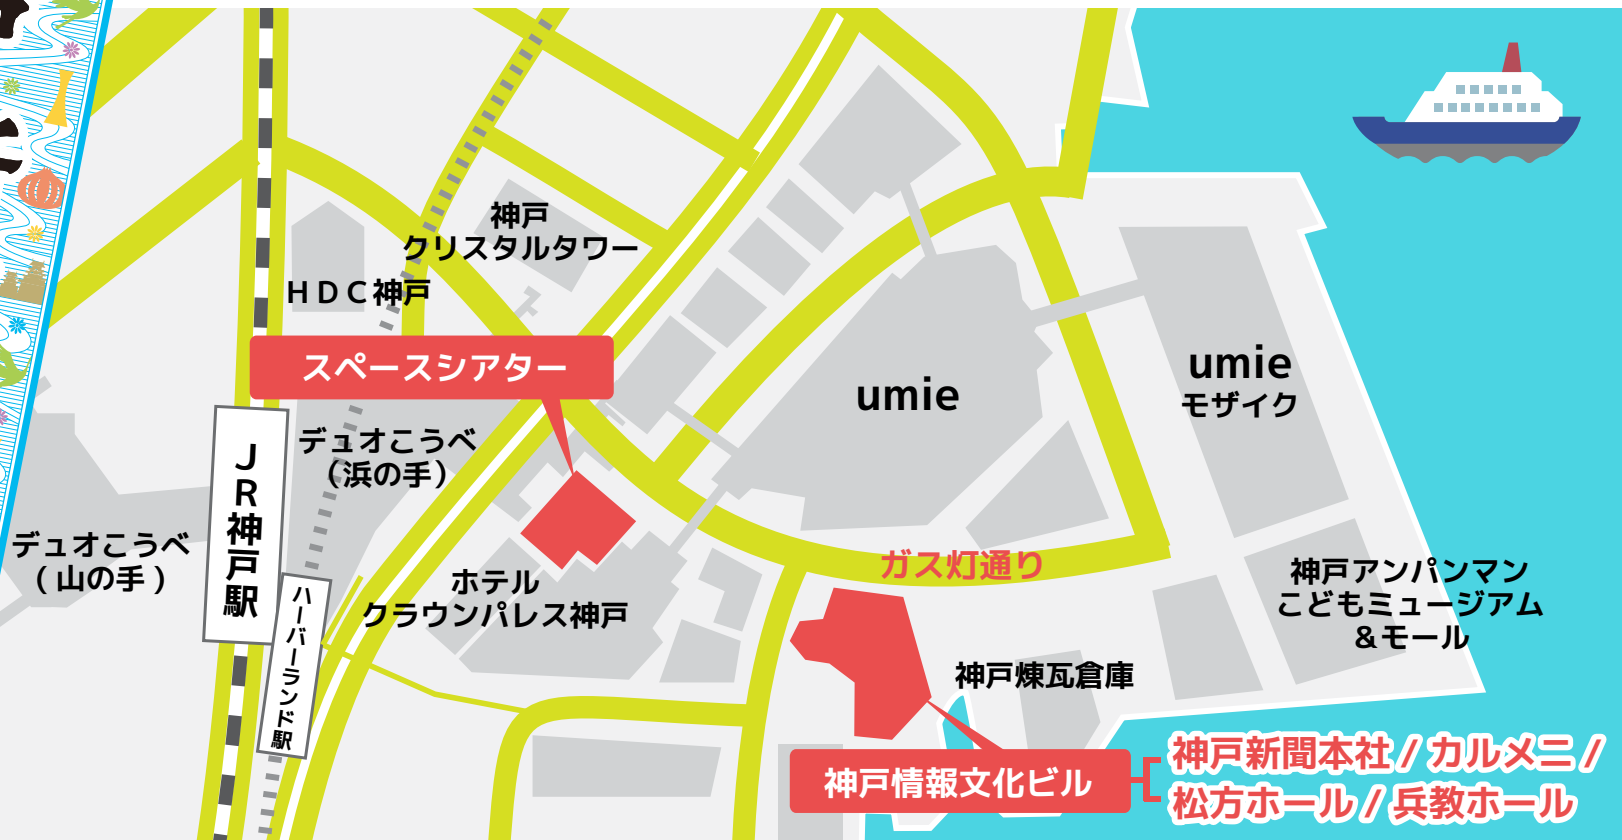 神戸
クリスタルタワー
ＨＤＣ神戸
スペースシアター
デュオこうべ
（浜の手）
umie
umie
モザイク
ＪＲ神戸駅
デュオこうべ
( 山の手 )
ハーバーランド駅
ホテル
クラウンパレス神戸
ガス灯通り
神戸アンパンマン
こどもミュージアム
＆モール
神戸煉瓦倉庫
神戸情報文化ビル
神戸新聞本社 / カルメニ /
松方ホール / 兵教ホール